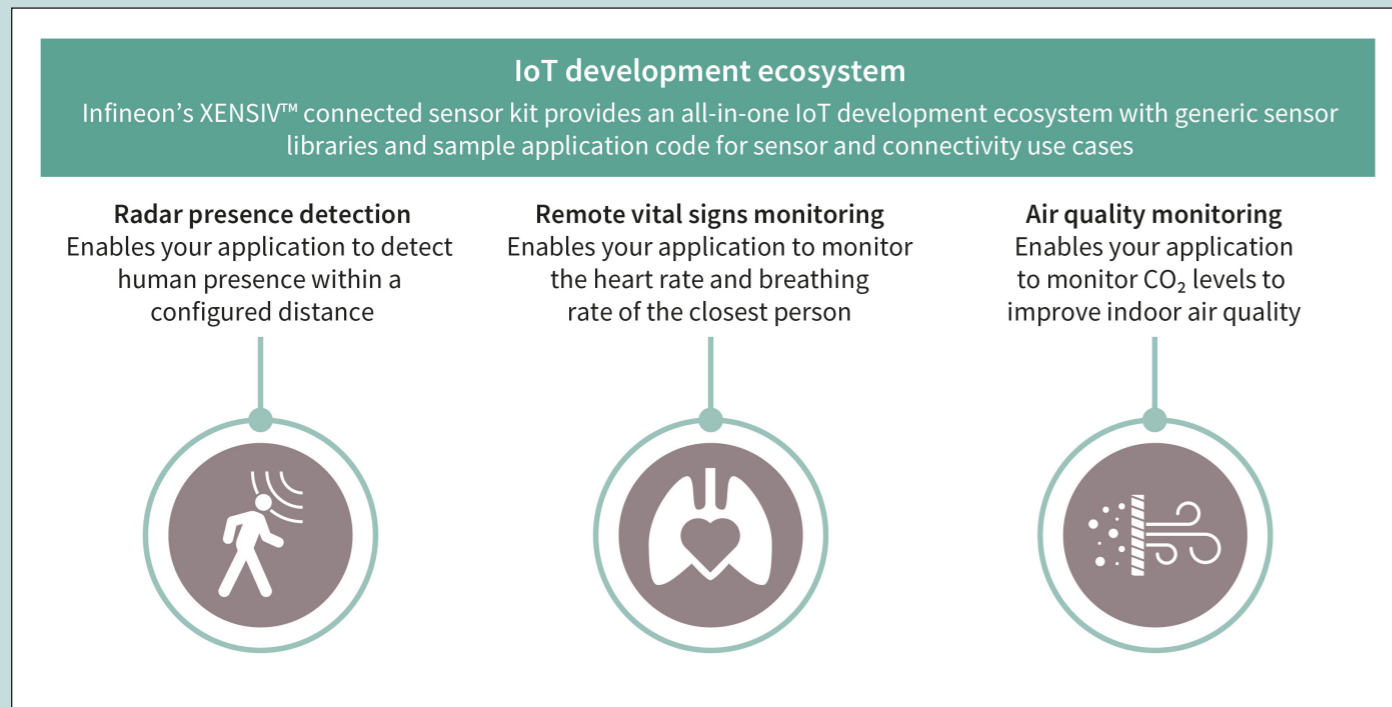 IoT development ecosystem
Infineon’s XENSIV™ connected sensor kit provides an all-in-one IoT development ecosystem with generic sensor
libraries and sample application code for sensor and connectivity use cases
Radar presence detection
Enables your application to detect
human presence within a
configured distance
Remote vital signs monitoring
Enables your application to monitor
the heart rate and breathing
rate of the closest person
Air quality monitoring
Enables your application
to monitor CO₂ levels to
improve indoor air quality